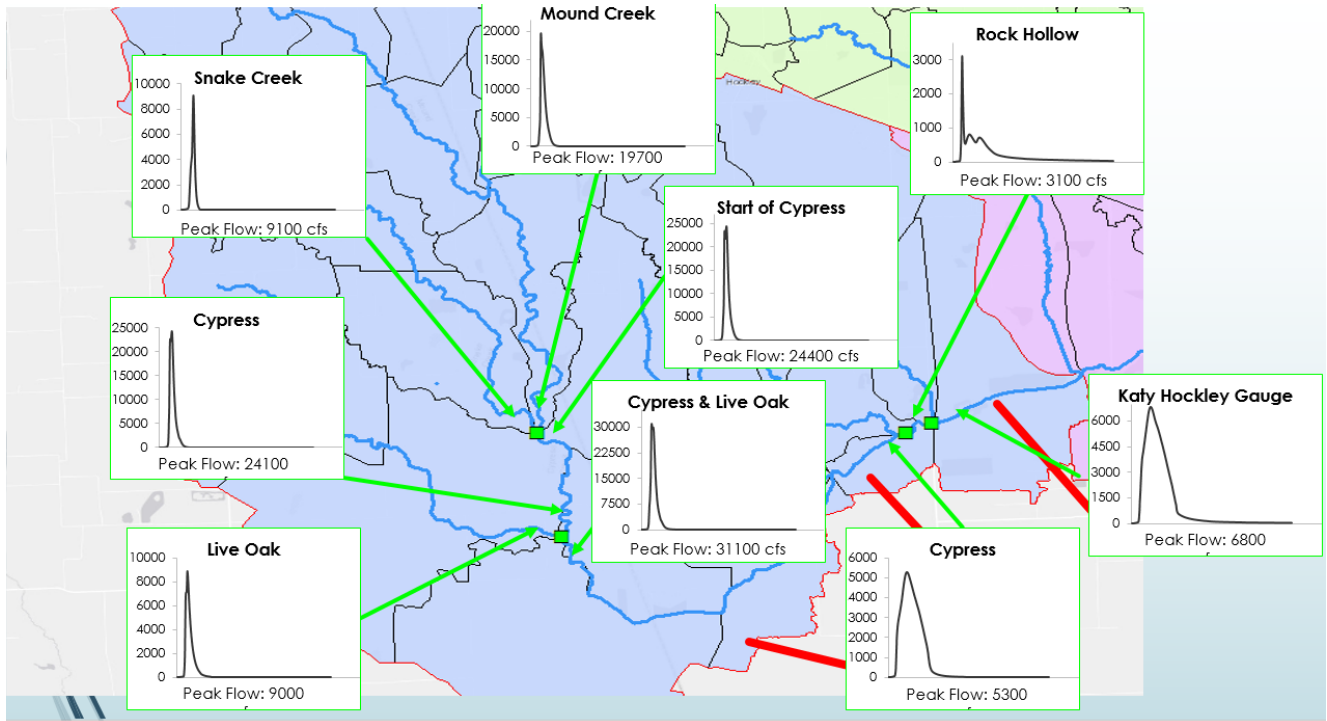 Mound Creek
20000
15000
10000
5000
0
Peak Flow: 19700
Rock Hollow
3000
2000
1000
0
Peak Flow: 3100 cfs
Snake Creek
10000
8000
6000
4000
2000
0
Peak Flow: 9100 cfs
Start of Cypress
25000
20000
15000
10000
5000
0
Peak Flow: 24400 cfs
Cypress
25000
20000
15000
10000
5000
0
Peak Flow: 24100
Cypress & Live Oak
30000
22500
15000
7500
0
Peak Flow: 31100 cfs
Katy Hockley Gauge
6000
4500
3000
1500
0
Peak Flow: 6800
Live Oak
10000
8000
6000
4000
2000
0
Peak Flow: 9000
Cypress
6000
5000
4000
3000
2000
1000
0
Peak Flow: 5300